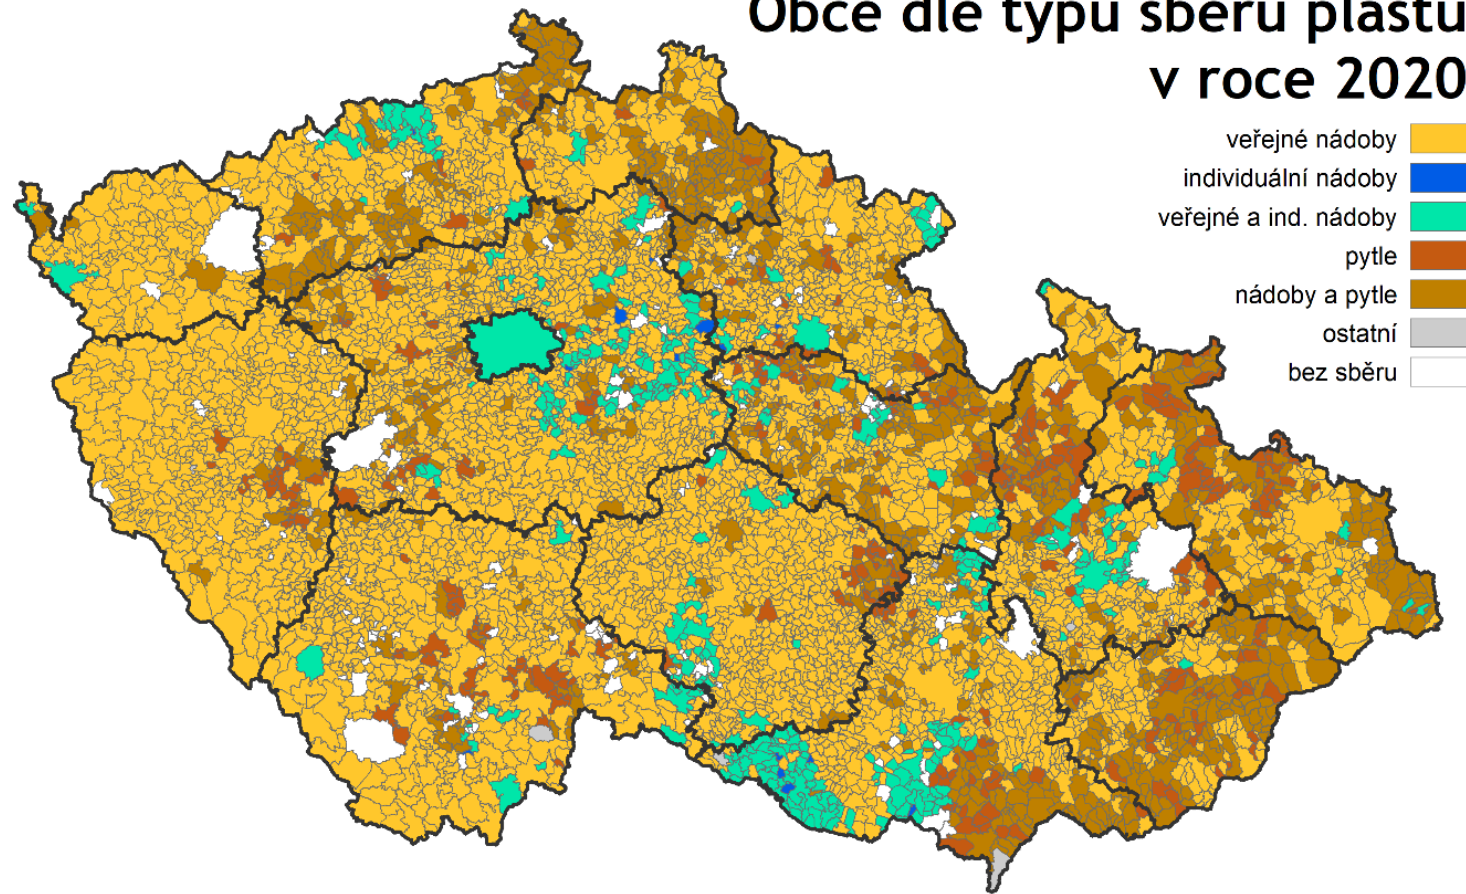 Obce dle typu sběru plastu
v roce 2020
veřejné nádoby
individuální nádoby
veřejné a ind. nádoby
pytle
nádoby a pytle
ostatní
bez sběru